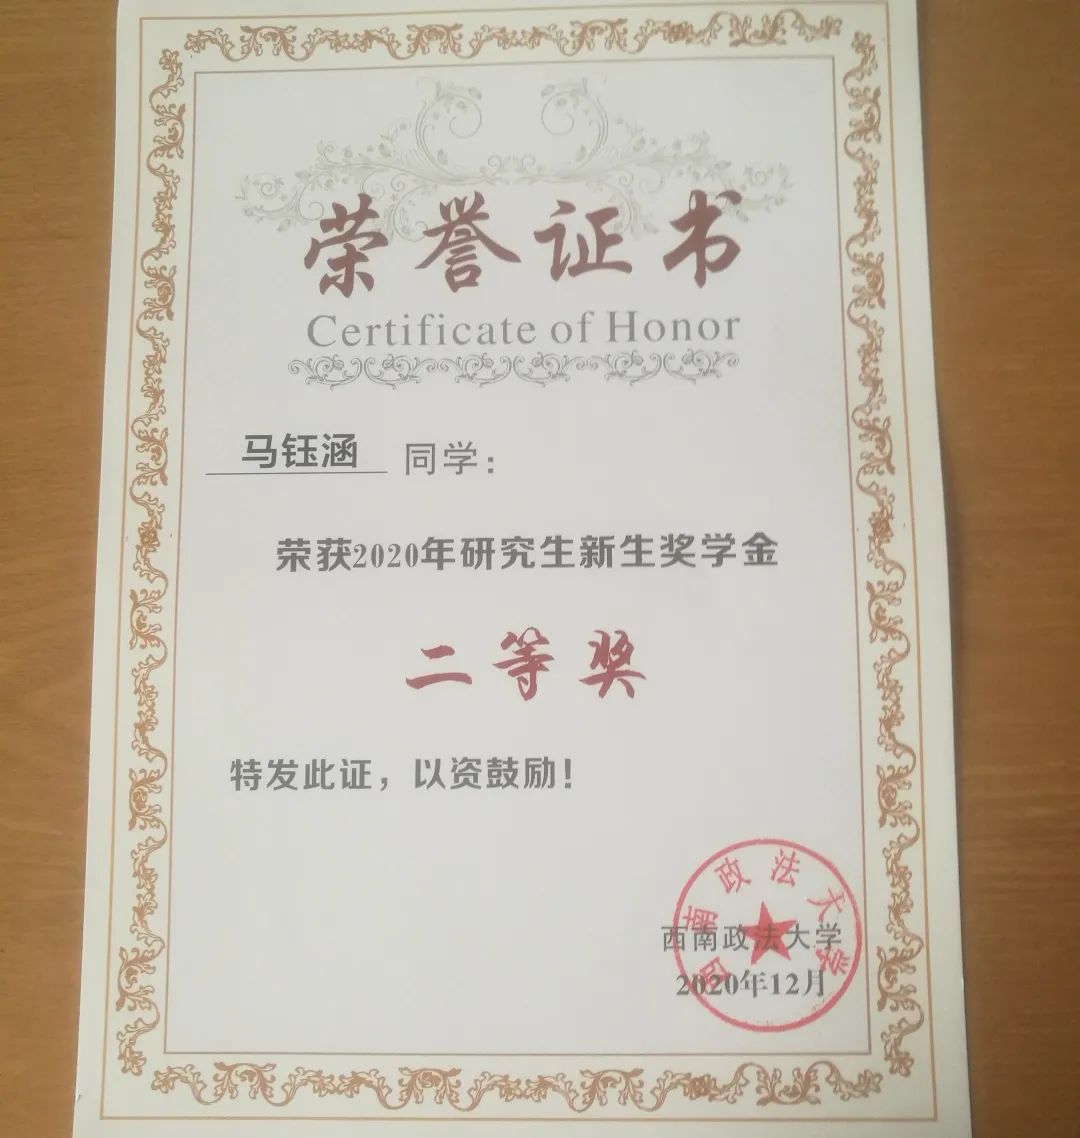 荣誉证书
Certificate of Honor
马钰涵 同学：
荣获2020年研究生新生奖学金
二等奖
特发此证，以资鼓励！
西南政法大学
西南政法大学
2020年12月